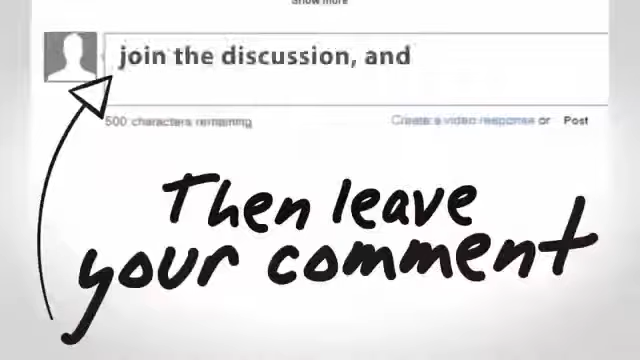 Show more
join the discussion, and
500 characters remaining
Create a video response or Post
Then leave
your comment